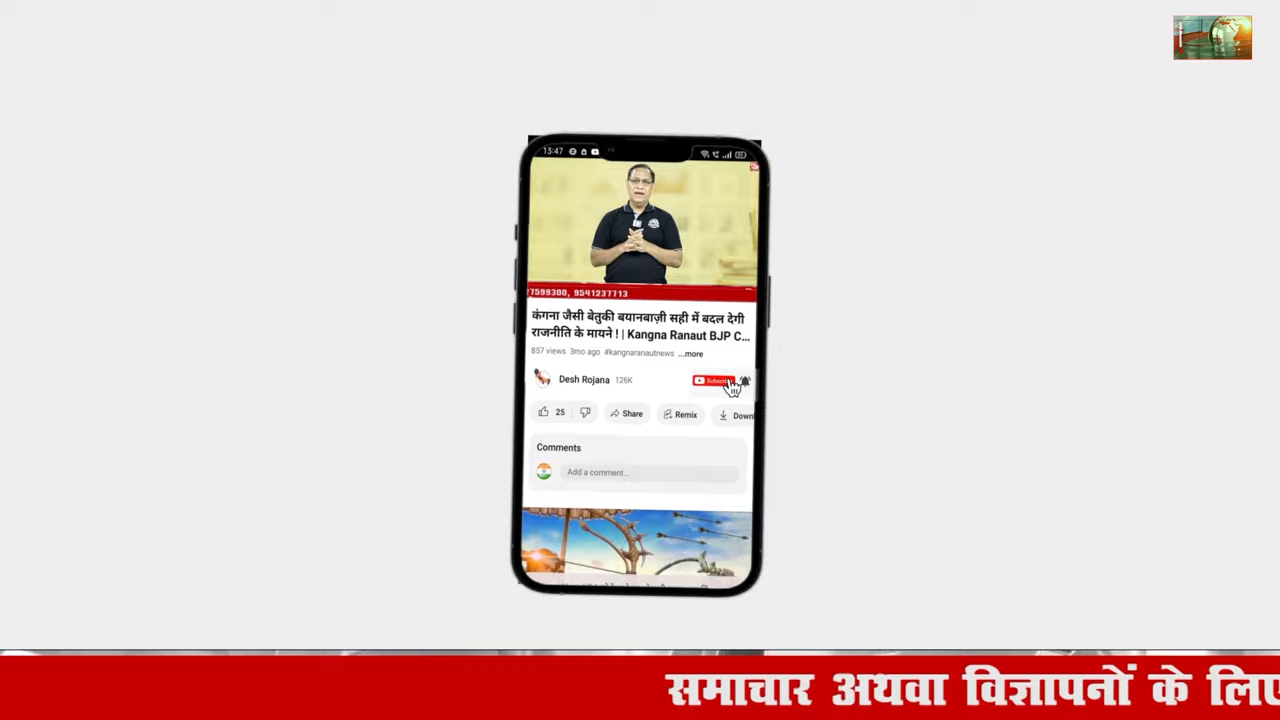 13:47
7599300, 9541237713
कंगना जैसी बेतुकी बयानबाज़ी सही में बदल देगी
राजनीति के मायने ! | Kangna Ranaut BJP C...
857 views 3mo ago #kangnaranautnews ...more
Desh Rojana 126K
25 Share Remix Down
Comments
Add a comment...
समाचार अथवा विज्ञापनों के लिए